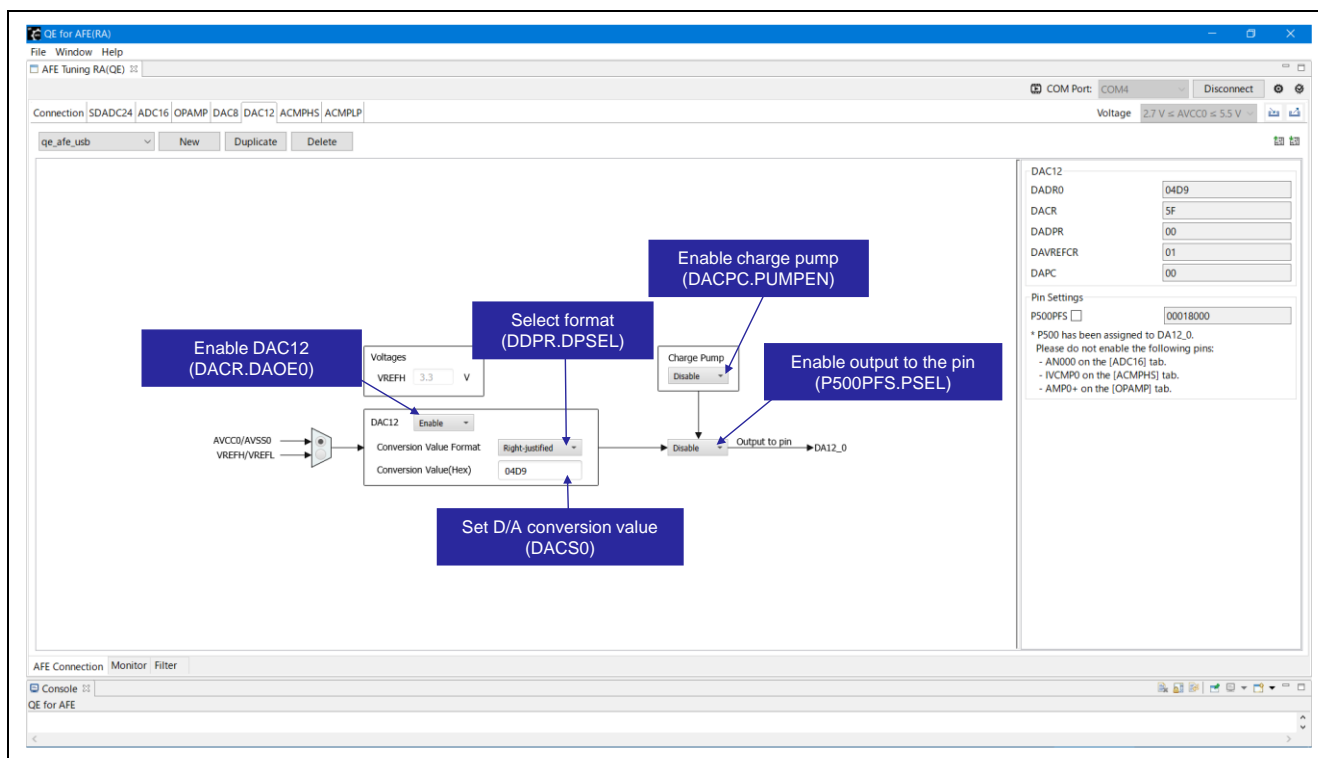 QE for AFE(RA)
File Window Help
AFE Tuning RA(QE)
COM Port: COM4 Disconnect
Connection SDADC24 ADC16 OPAMP DAC8 DAC12 ACMPHS ACMPLP
Voltage 2.7 V ≤ AVCC0 ≤ 5.5 V
qe_afe_usb New Duplicate Delete
Enable charge pump
(DACPC.PUMPEN)
Select format
(DDPR.DPSEL)
Enable DAC12
(DACR.DAOE0)
Enable output to the pin
(P500PFS.PSEL)
Voltages
VREFH 3.3 V
Charge Pump
Disable
DAC12 Enable
Conversion Value Format Right-justified
Conversion Value(Hex) 04D9
AVCC0/AVSS0
VREFH/VREFL
Disable
Output to pin
DA12_0
Set D/A conversion value
(DACS0)
DAC12
DADR0 04D9
DACR 5F
DADPR 00
DAVREFCR 01
DAPC 00
Pin Settings
P500PFS 00018000
* P500 has been assigned to DA12_0.
Please do not enable the following pins:
- AN000 on the [ADC16] tab.
- IVCMP0 on the [ACMPHS] tab.
- AMP0+ on the [OPAMP] tab.
AFE Connection Monitor Filter
Console
QE for AFE